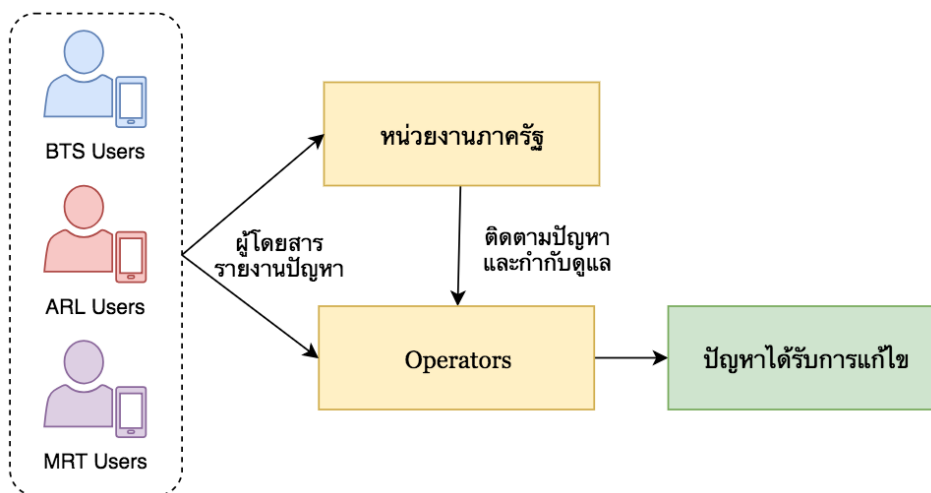 BTS Users
ARL Users
MRT Users
ผู้โดยสาร
รายงานปัญหา
หน่วยงานภาครัฐ
ติดตามปัญหา
และกำกับดูแล
Operators
ปัญหาได้รับการแก้ไข